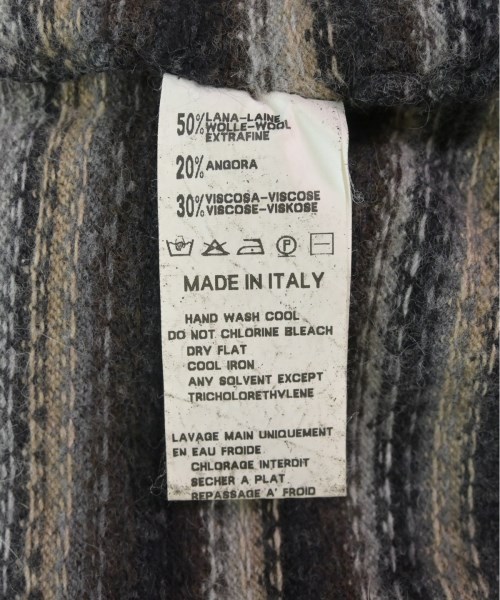 50% LANA-LAINE
WOLLE-WOOL
EXTRAFINE
20% ANGORA
30% VISCOSA-VISCOSE
VISCOSE-VISKOSE
P
MADE IN ITALY
HAND WASH COOL
DO NOT CHLORINE BLEACH
DRY FLAT
COOL IRON
ANY SOLVENT EXCEPT
TRICHOLORETHYLENE
LAVAGE MAIN UNIQUEMENT
EN EAU FROIDE
CHLORAGE INTERDIT
SECHER A PLAT
REPASSAGE A' FROID